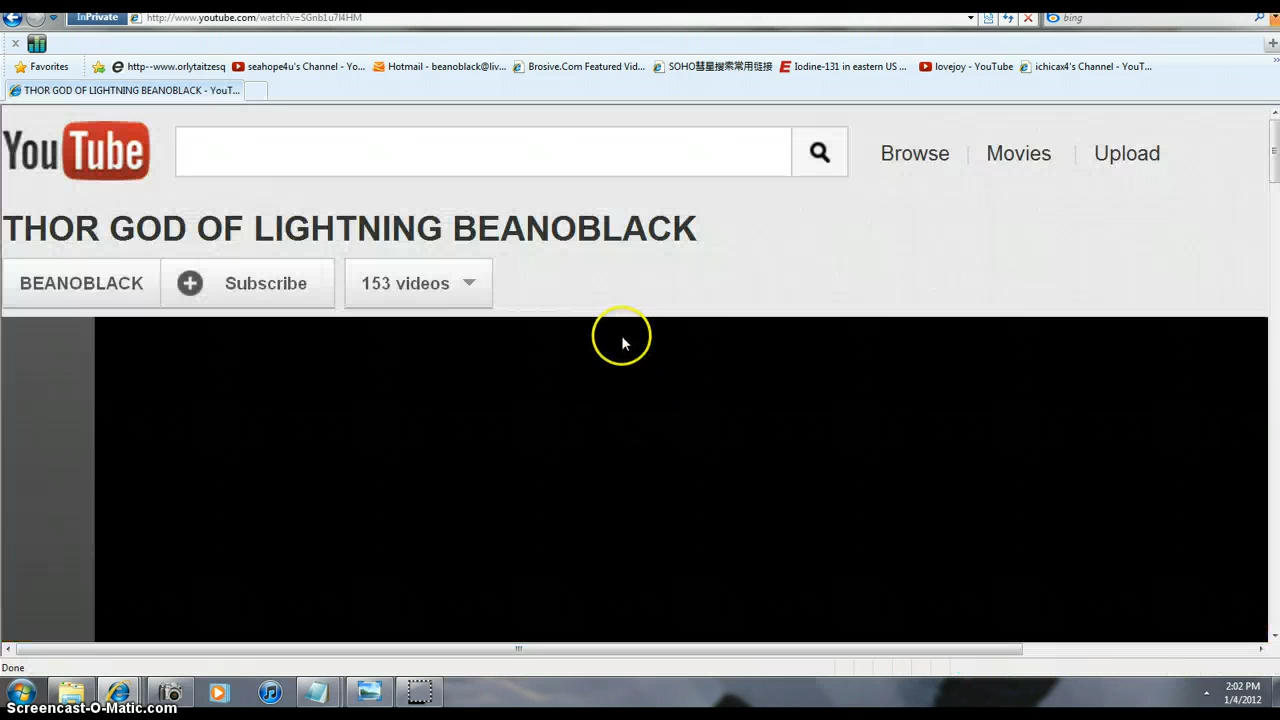 InPrivate http://www.youtube.com/watch?v=SGnb1u7l4HM bing
Favorites http--www.orlytaitzesq seahope4u's Channel - Yo... Hotmail - beanoblack@liv... Brosive.Com Featured Vid... SOHO彗星搜索常用链接 Iodine-131 in eastern US ... lovejoy - YouTube ichicax4's Channel - YouT...
THOR GOD OF LIGHTNING BEANOBLACK - YouT...
YouTube Browse Movies Upload
THOR GOD OF LIGHTNING BEANOBLACK
BEANOBLACK Subscribe 153 videos
Done
2:02 PM
1/4/2012
Screencast-O-Matic.com